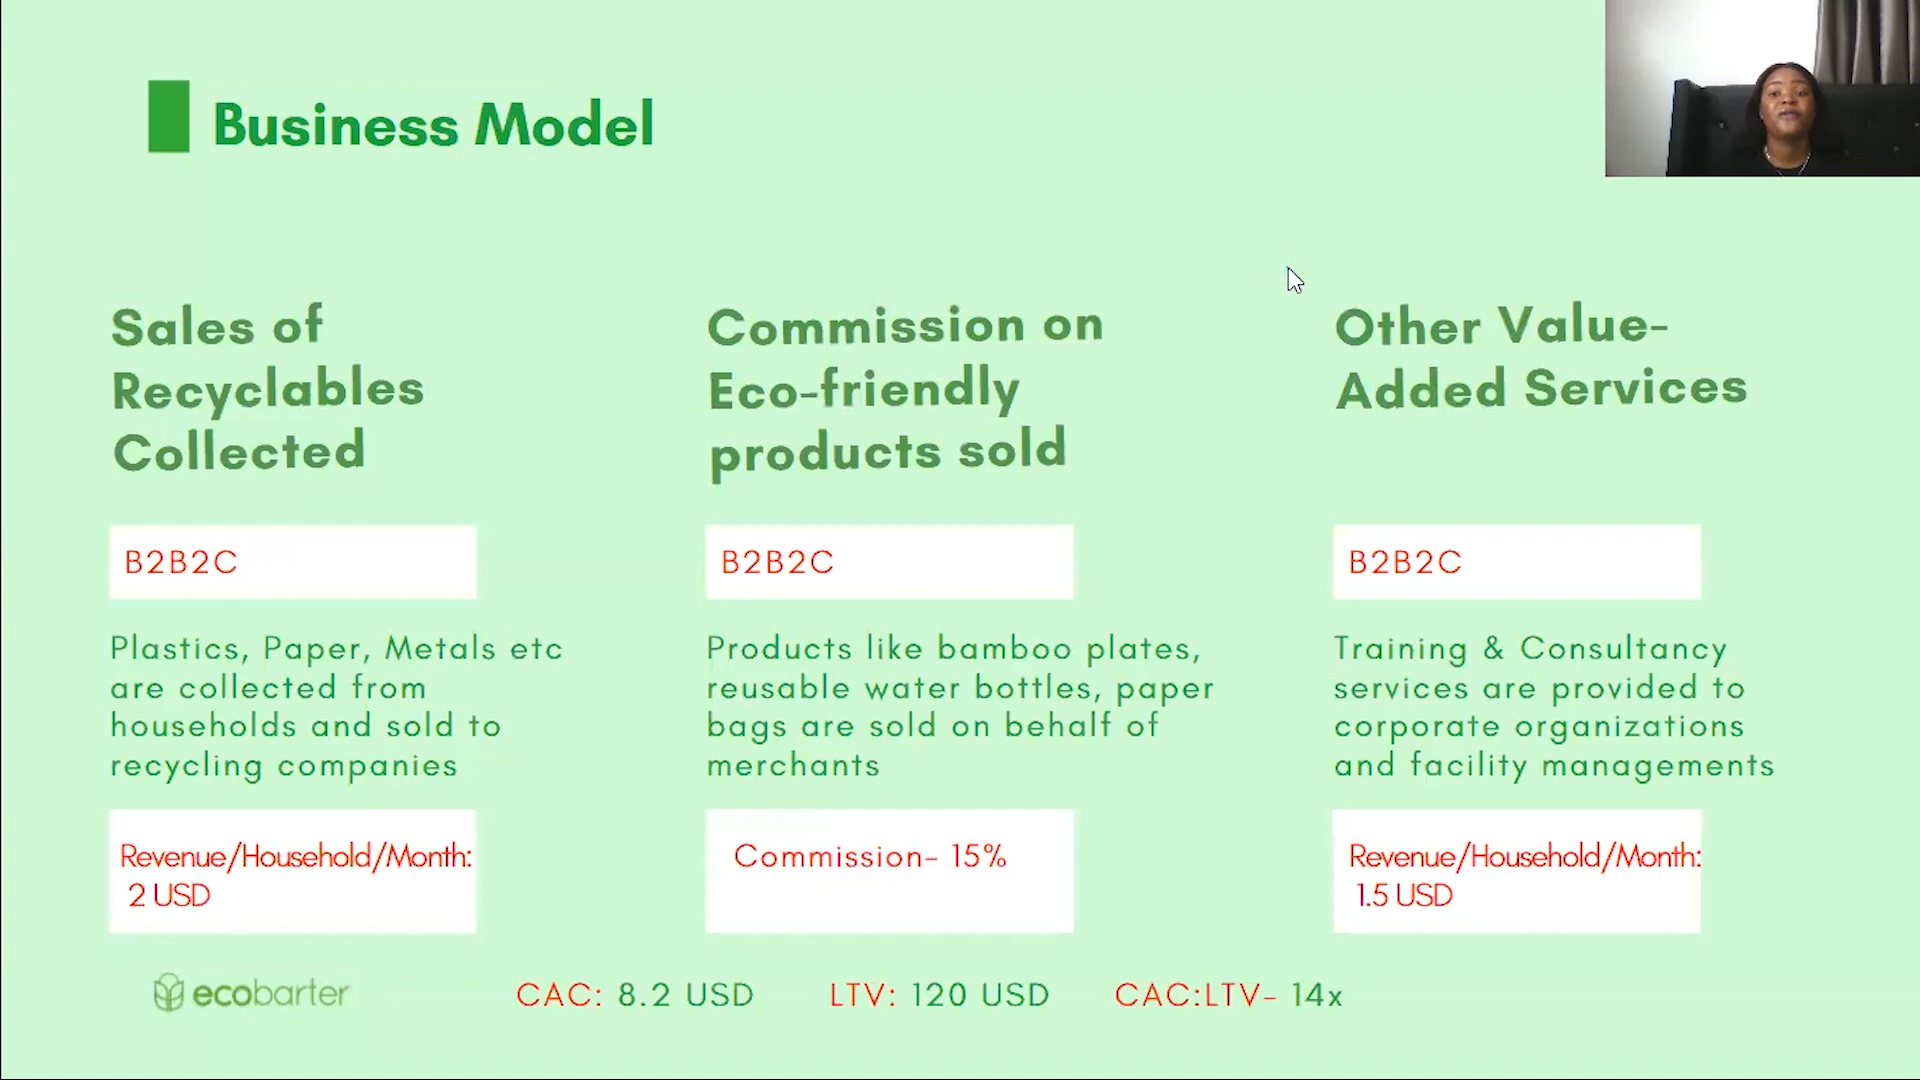 Business Model
Sales of
Recyclables
Collected
B2B2C
Plastics, Paper, Metals etc
are collected from
households and sold to
recycling companies
Revenue/Household/Month:
2 USD
Commission on
Eco-friendly
products sold
B2B2C
Products like bamboo plates,
reusable water bottles, paper
bags are sold on behalf of
merchants
Commission- 15%
Other Value-
Added Services
B2B2C
Training & Consultancy
services are provided to
corporate organizations
and facility managements
Revenue/Household/Month:
1.5 USD
ecobarter
CAC: 8.2 USD
LTV: 120 USD
CAC:LTV- 14x